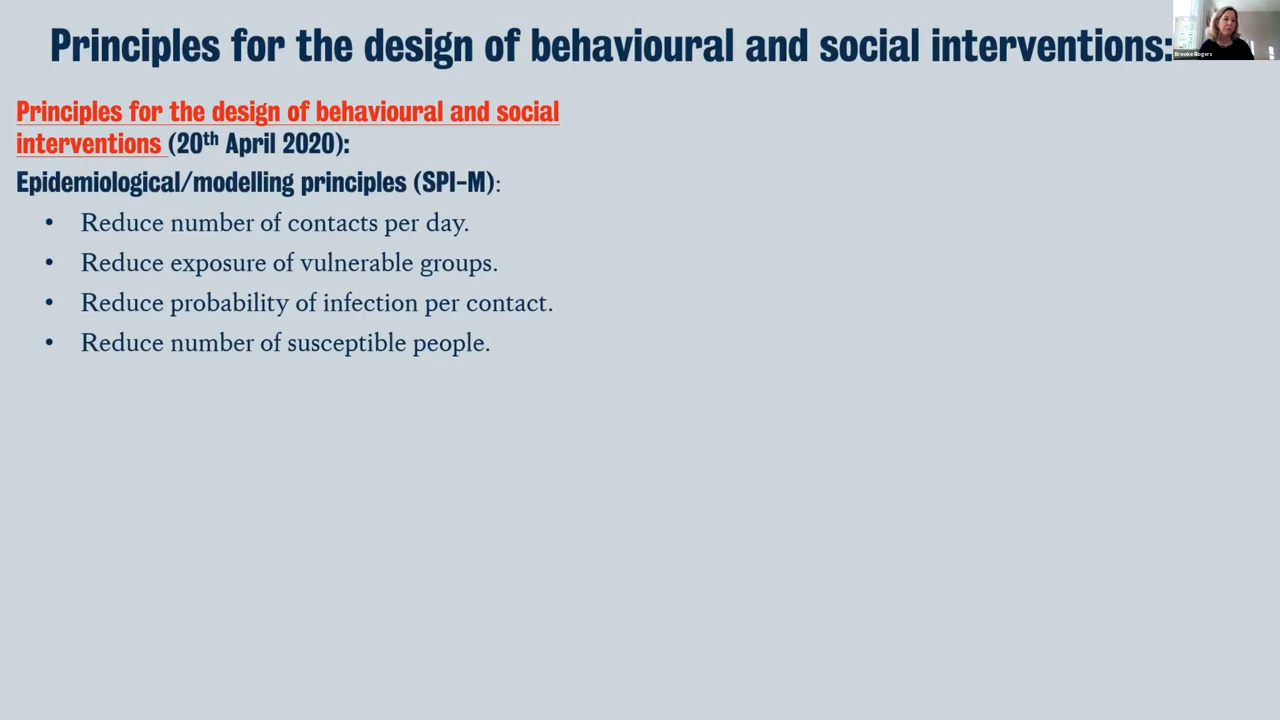 Principles for the design of behavioural and social interventions:
Brooke Rogers
Principles for the design of behavioural and social
interventions (20th April 2020):
Epidemiological/modelling principles (SPI-M):
• Reduce number of contacts per day.
• Reduce exposure of vulnerable groups.
• Reduce probability of infection per contact.
• Reduce number of susceptible people.